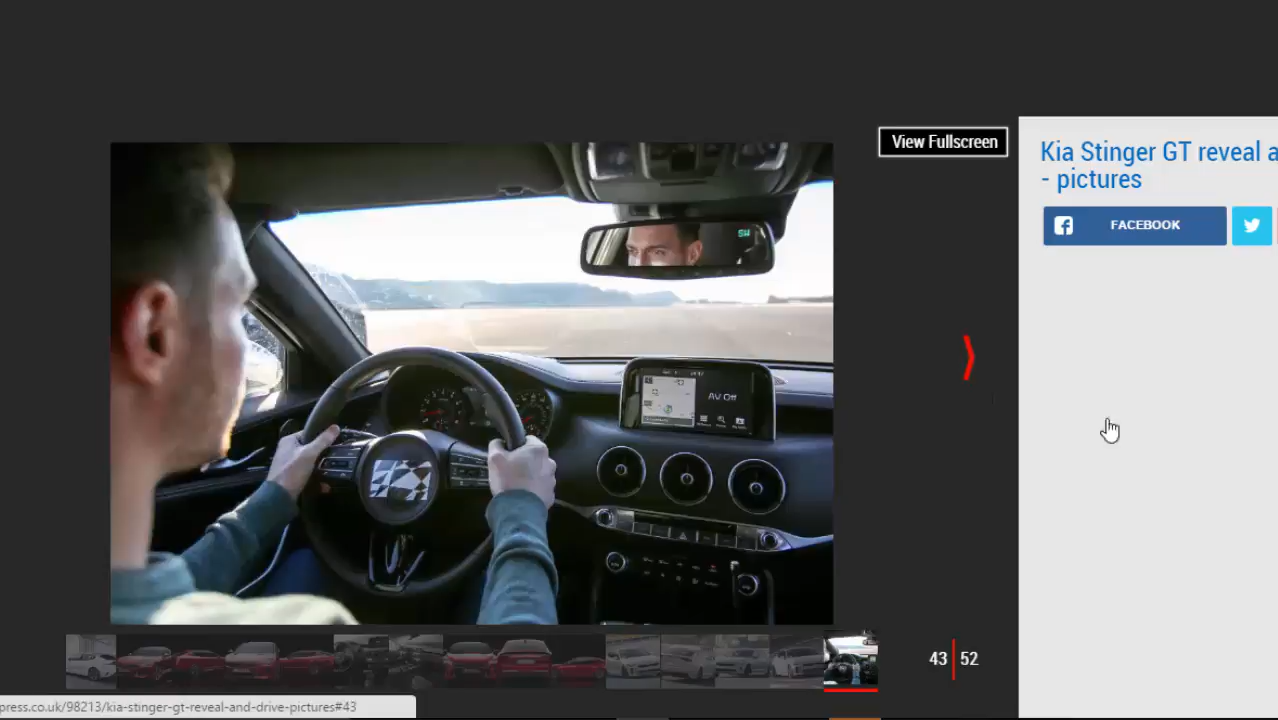 View Fullscreen
Kia Stinger GT reveal a
- pictures
FACEBOOK
SW
AV Off
43 52
press.co.uk/98213/kia-stinger-gt-reveal-and-drive-pictures#43